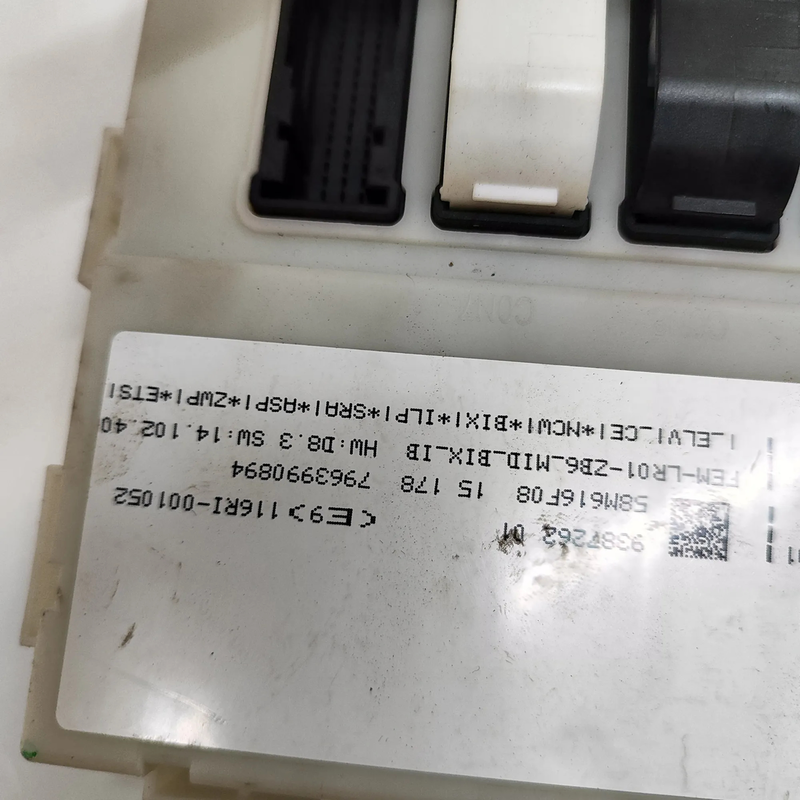 9387262 01
(E9) 116RI-001052
58M616F08 15 178 7963990894
FEM-LR01-ZB6_MID_BIX_IB HW:D8.3 SW:14.102.40
I_ELV|_CE|*MCW|*BIX|*ILP|*SRA|*ASP|*ZWP|*ETS|